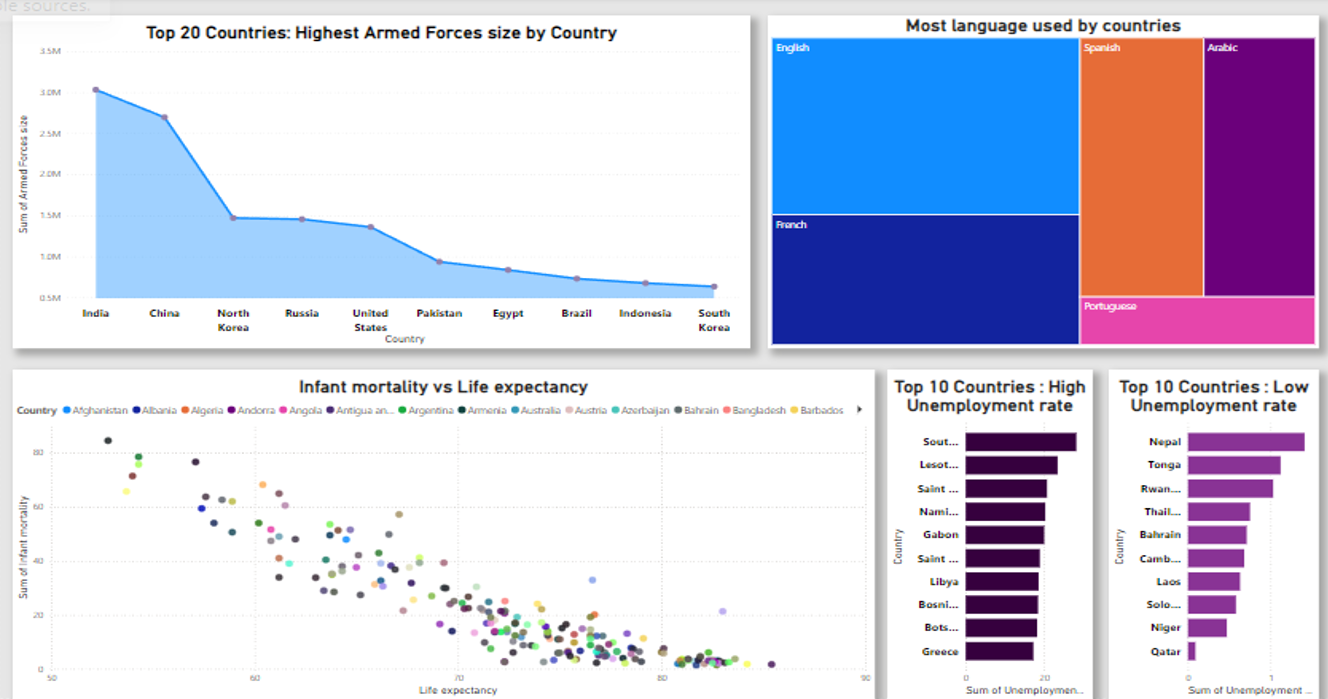 ple sources.
Top 20 Countries: Highest Armed Forces size by Country
Sum of Armed Forces size
3.5M
3.0M
2.5M
2.0M
1.5M
1.0M
0.5M
India China North Korea Russia United States Pakistan Egypt Brazil Indonesia South Korea
Country
Most language used by countries
English
Spanish
Arabic
French
Portuguese
Infant mortality vs Life expectancy
Country Afghanistan Albania Algeria Andorra Angola Antigua an... Argentina Armenia Australia Austria Azerbaijan Bahrain Bangladesh Barbados
Sum of Infant mortality
80
60
40
20
0
50 60 70 80 90
Life expectancy
Top 10 Countries : High
Unemployment rate
Country
Sout...
Lesot...
Saint ...
Nami...
Gabon
Saint ...
Libya
Bosni...
Bots...
Greece
0 20
Sum of Unemploymen...
Top 10 Countries : Low
Unemployment rate
Country
Nepal
Tonga
Rwan...
Thail...
Bahrain
Camb...
Laos
Solo...
Niger
Qatar
0 1
Sum of Unemployment ...